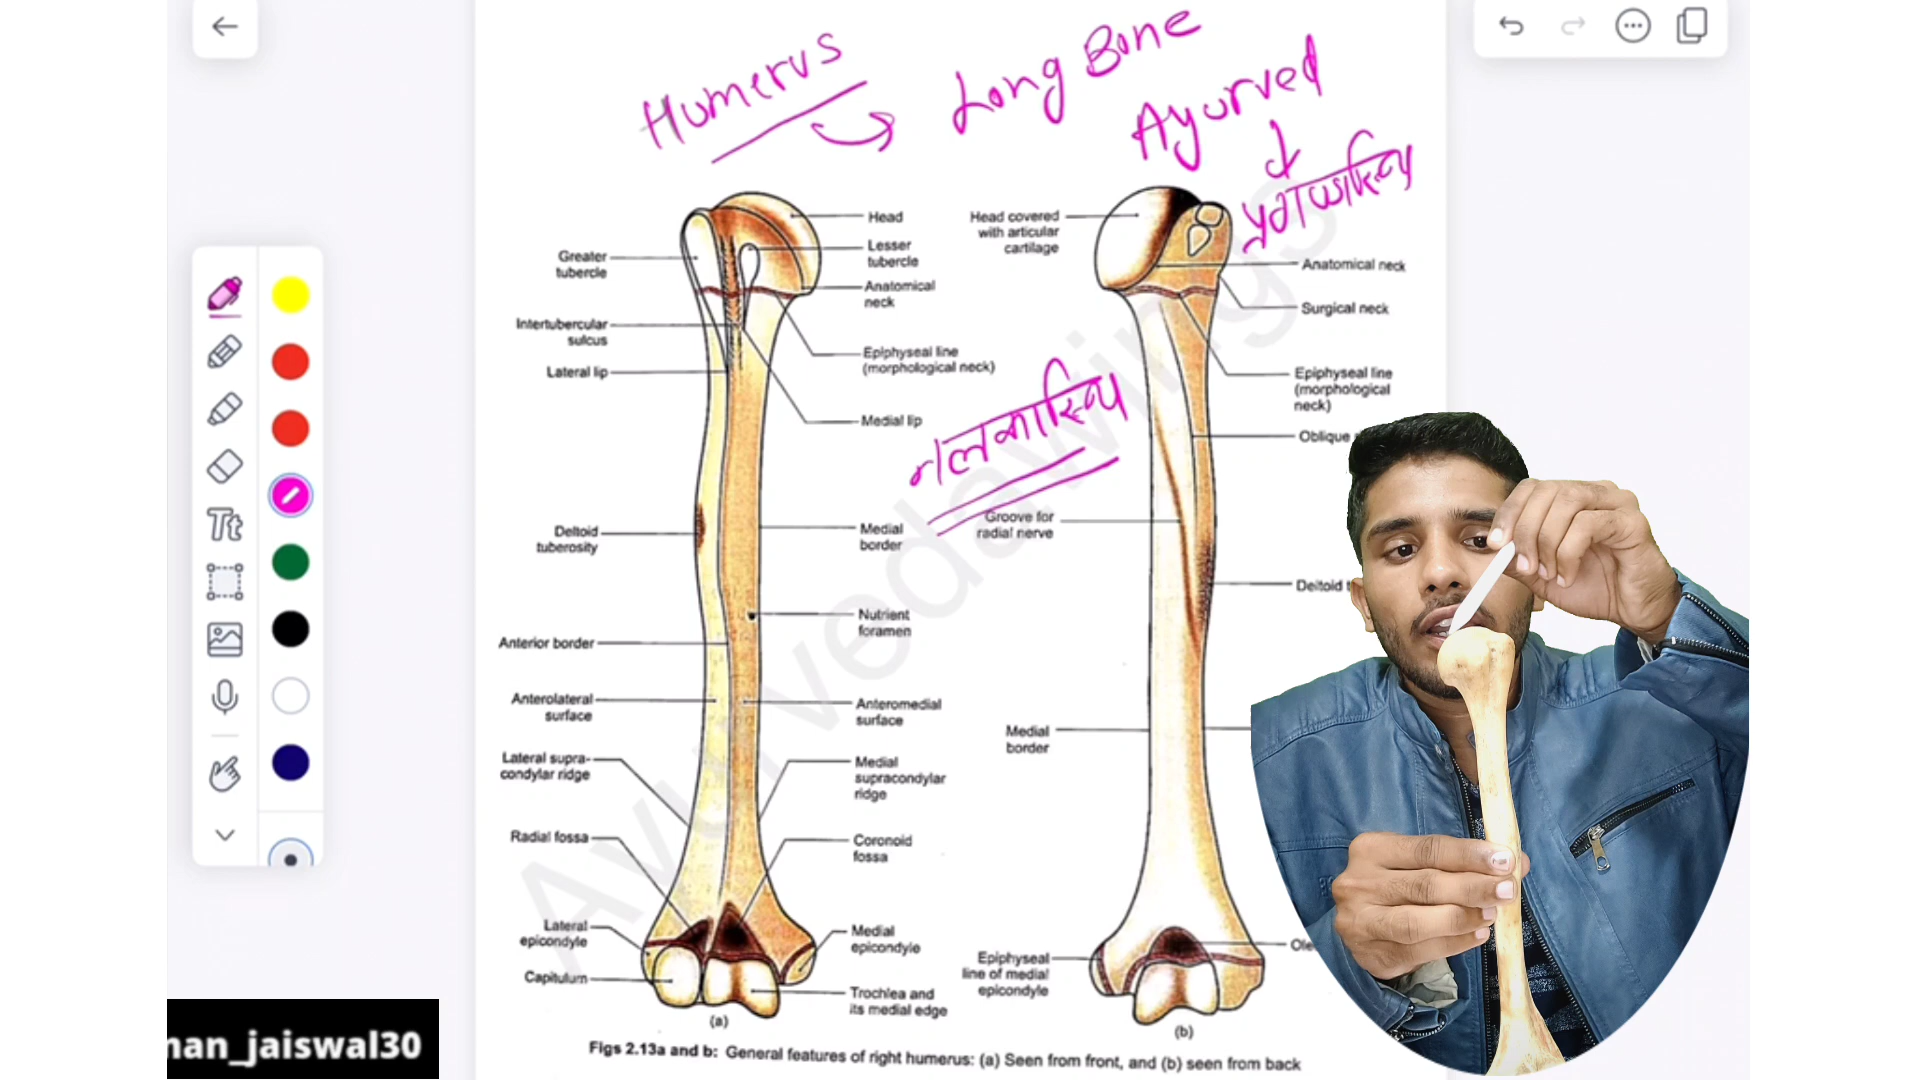 Humerus
Long Bone
Ayurved
नलकास्थि
Head
Lesser
tubercle
Anatomical
neck
Greater
tubercle
Intertubercular
sulcus
Lateral lip
Epiphyseal line
(morphological neck)
Medial lip
Deltoid
tuberosity
Medial
border
Nutrient
foramen
Anterior border
Anterolateral
surface
Anteromedial
surface
Lateral supra-
condylar ridge
Medial
supracondylar
ridge
Radial fossa
Coronoid
fossa
Lateral
epicondyle
Medial
epicondyle
Capitulum
Trochlea and
its medial edge
(a)
Head covered
with articular
cartilage
Anatomical neck
Surgical neck
Epiphyseal line
(morphological
neck)
Oblique
Groove for
radial nerve
Deltoid
Medial
border
Epiphyseal
line of medial
epicondyle
Ole
(b)
Figs 2.13a and b: General features of right humerus: (a) Seen from front, and (b) seen from back
Ayurvedawings
Tt
man_jaiswal30